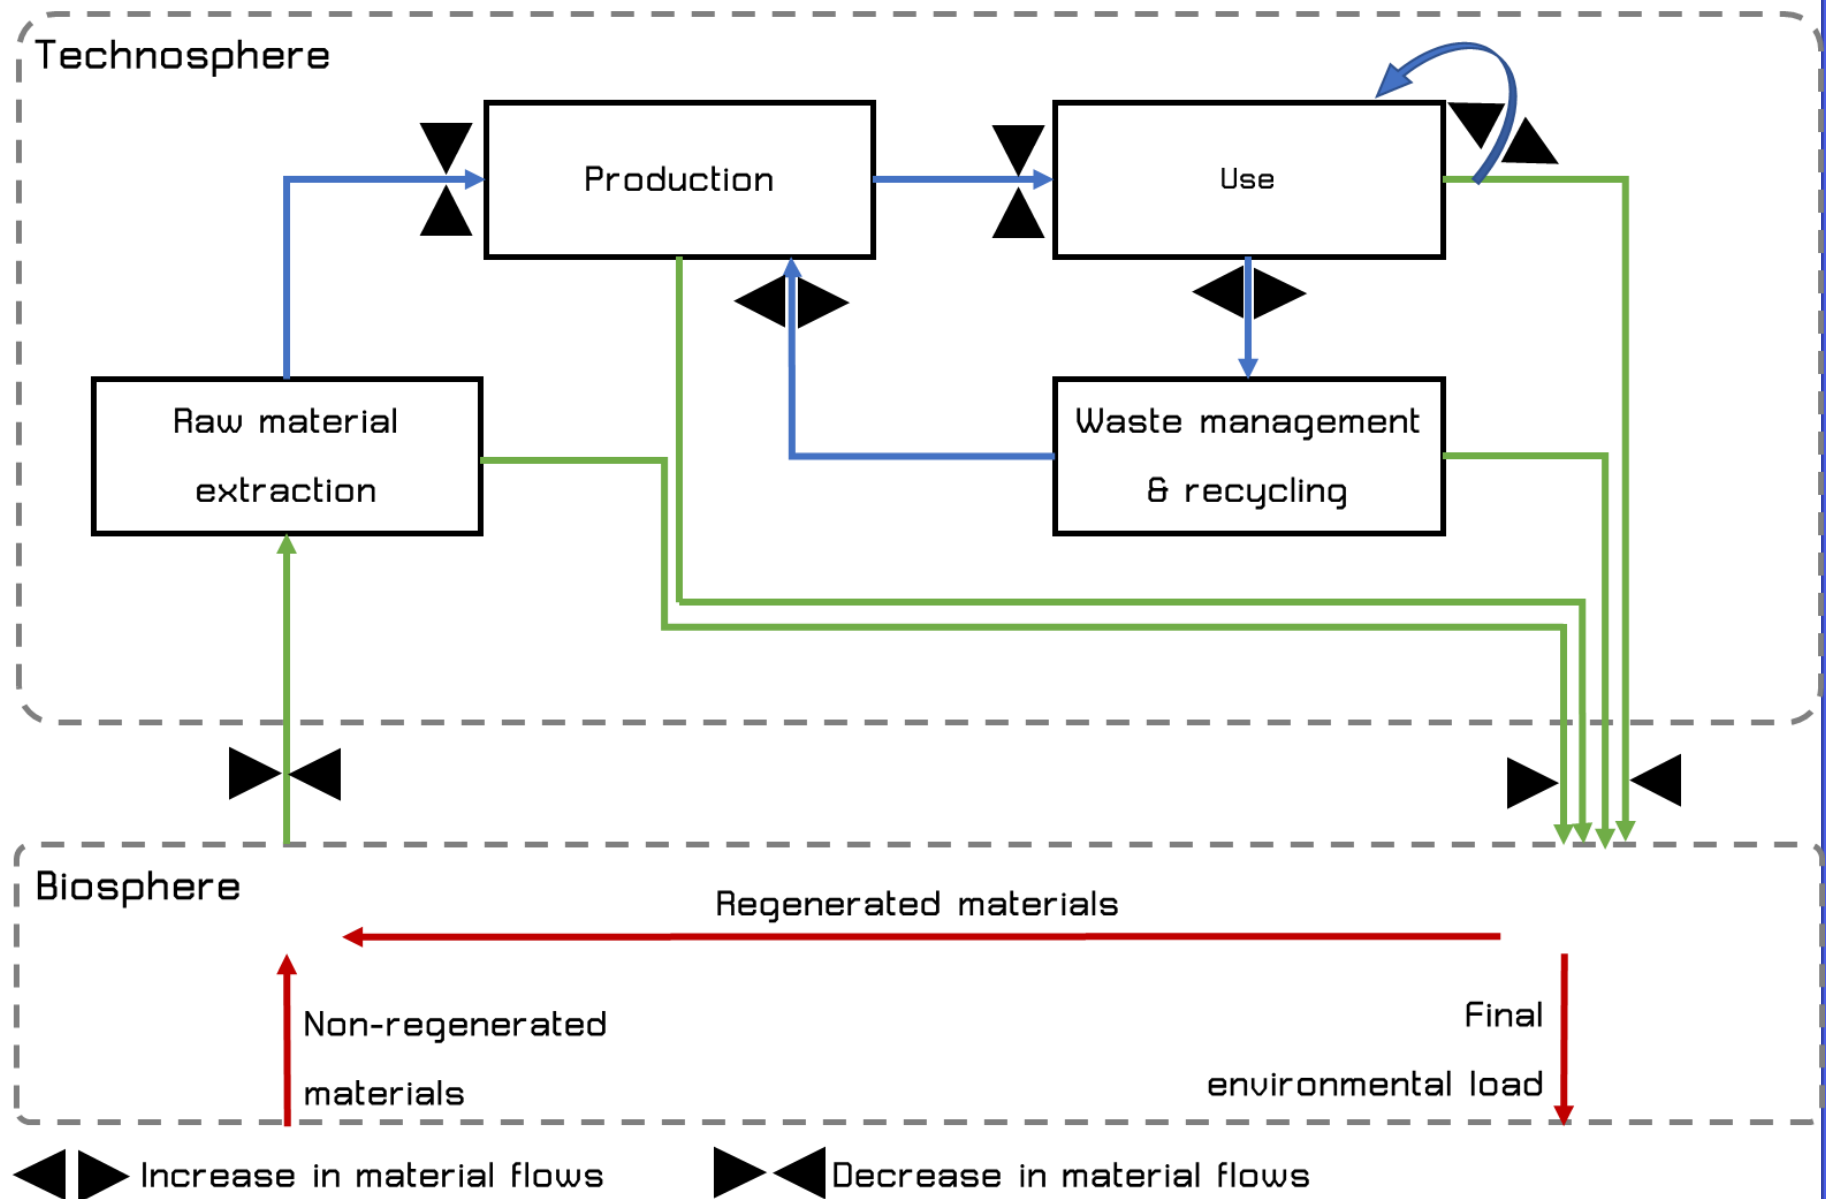 Technosphere
Production
Use
Raw material
extraction
Waste management
& recycling
Biosphere
Regenerated materials
Non-regenerated
materials
Final
environmental load
Increase in material flows
Decrease in material flows